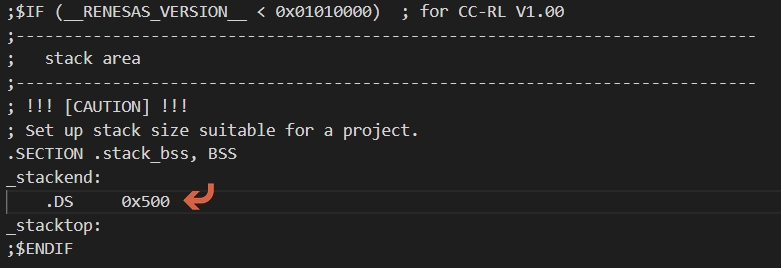 ;$IF (__RENESAS_VERSION__ < 0x01010000)  ; for CC-RL V1.00
;-----------------------------------------------------------------------------
;   stack area
;-----------------------------------------------------------------------------
; !!! [CAUTION] !!!
; Set up stack size suitable for a project.
.SECTION .stack_bss, BSS
_stackend:
    .DS     0x500
_stacktop:
;$ENDIF